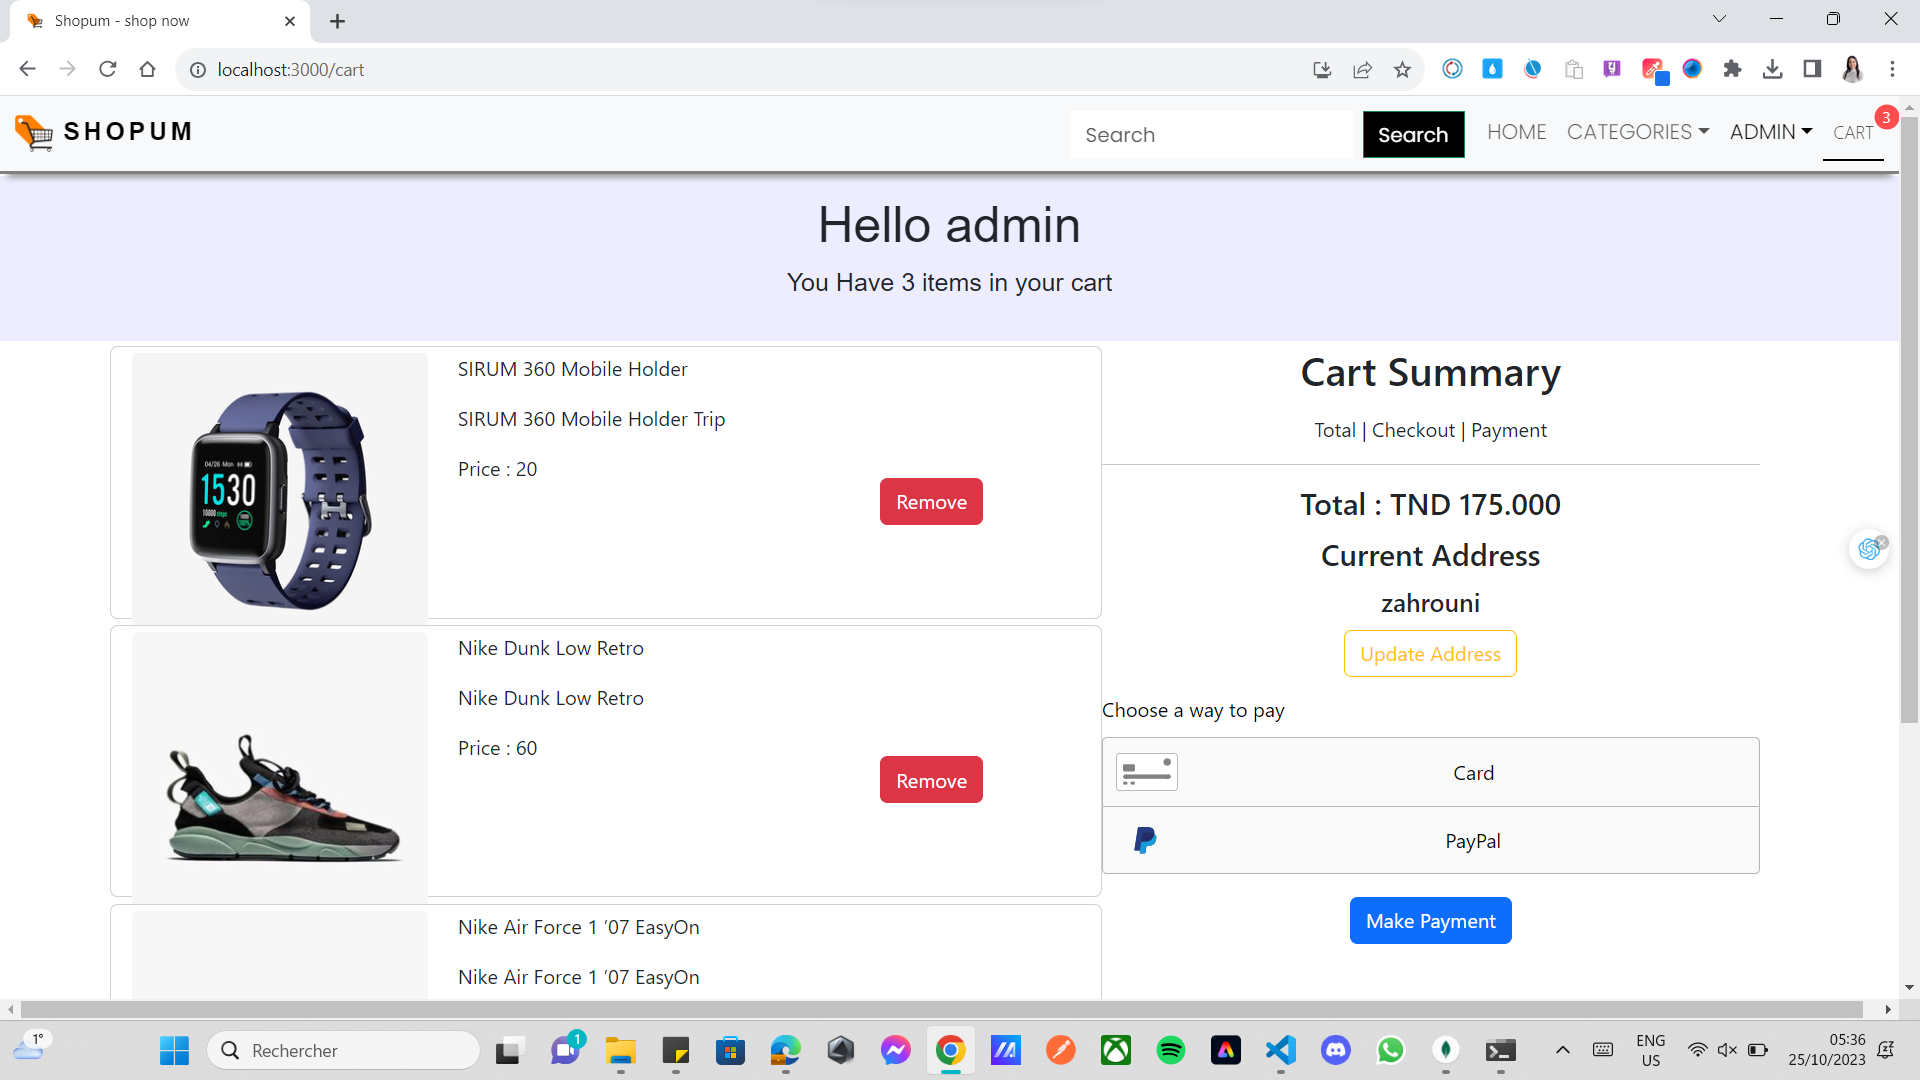 Shopum - shop now
localhost:3000/cart
SHOPUM
Search
Search
HOME
CATEGORIES
ADMIN
CART
3
Hello admin
You Have 3 items in your cart
SIRUM 360 Mobile Holder
SIRUM 360 Mobile Holder Trip
Price : 20
Remove
04/26 Mon
1530
10000 steps
Nike Dunk Low Retro
Nike Dunk Low Retro
Price : 60
Remove
Nike Air Force 1 ’07 EasyOn
Nike Air Force 1 ’07 EasyOn
Cart Summary
Total | Checkout | Payment
Total : TND 175.000
Current Address
zahrouni
Update Address
Choose a way to pay
Card
PayPal
Make Payment
1°
Rechercher
1
ENG
US
05:36
25/10/2023